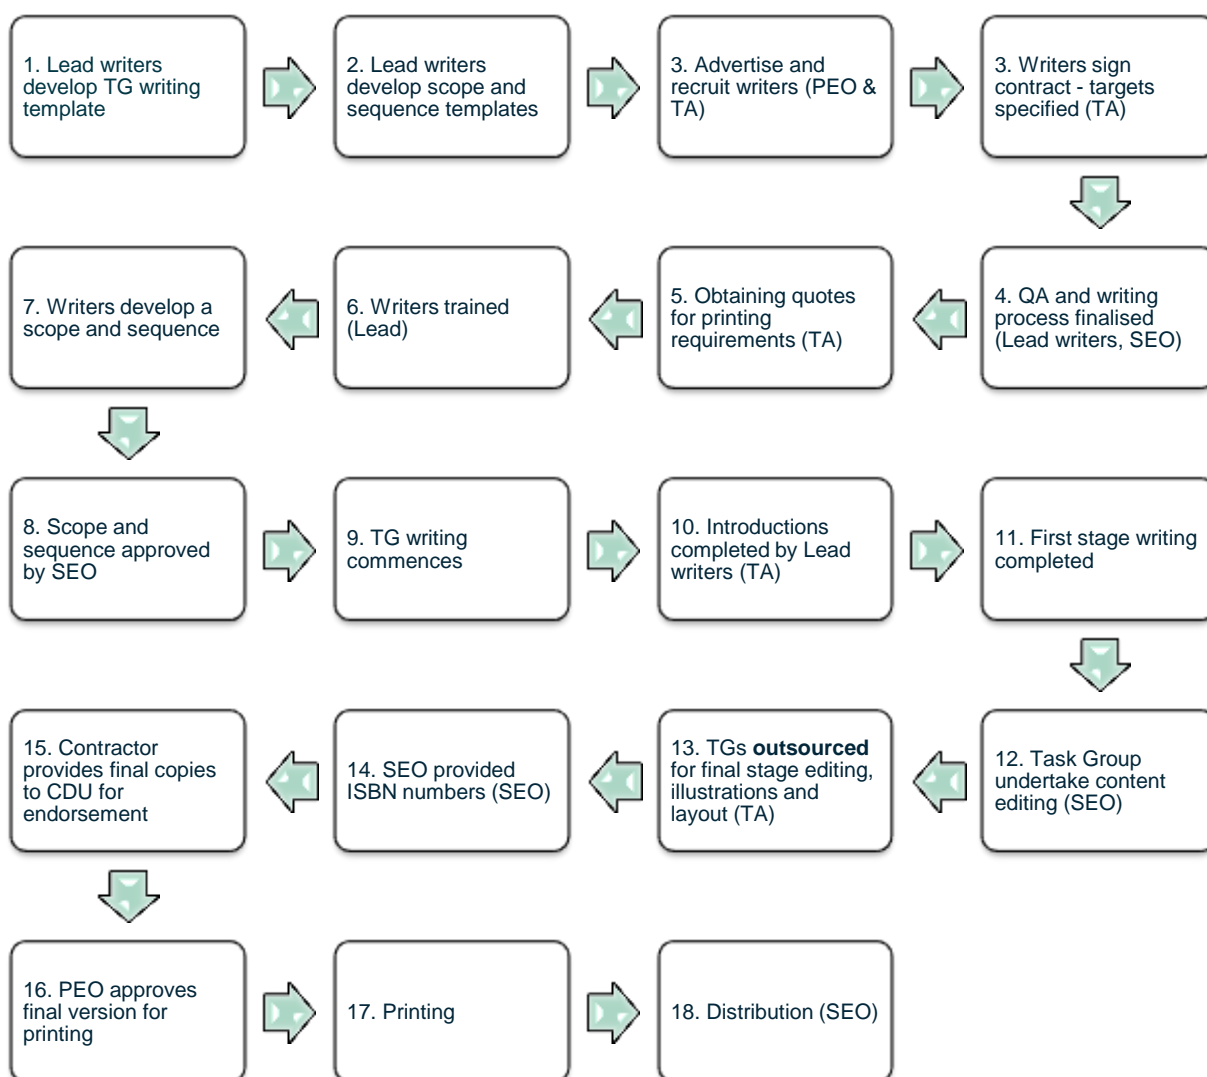 1. Lead writers
develop TG writing
template
2. Lead writers
develop scope and
sequence templates
3. Advertise and
recruit writers (PEO &
TA)
3. Writers sign
contract - targets
specified (TA)
4. QA and writing
process finalised
(Lead writers, SEO)
5. Obtaining quotes
for printing
requirements (TA)
6. Writers trained
(Lead)
7. Writers develop a
scope and sequence
8. Scope and
sequence approved
by SEO
9. TG writing
commences
10. Introductions
completed by Lead
writers (TA)
11. First stage writing
completed
12. Task Group
undertake content
editing (SEO)
13. TGs outsourced
for final stage editing,
illustrations and
layout (TA)
14. SEO provided
ISBN numbers (SEO)
15. Contractor
provides final copies
to CDU for
endorsement
16. PEO approves
final version for
printing
17. Printing
18. Distribution (SEO)